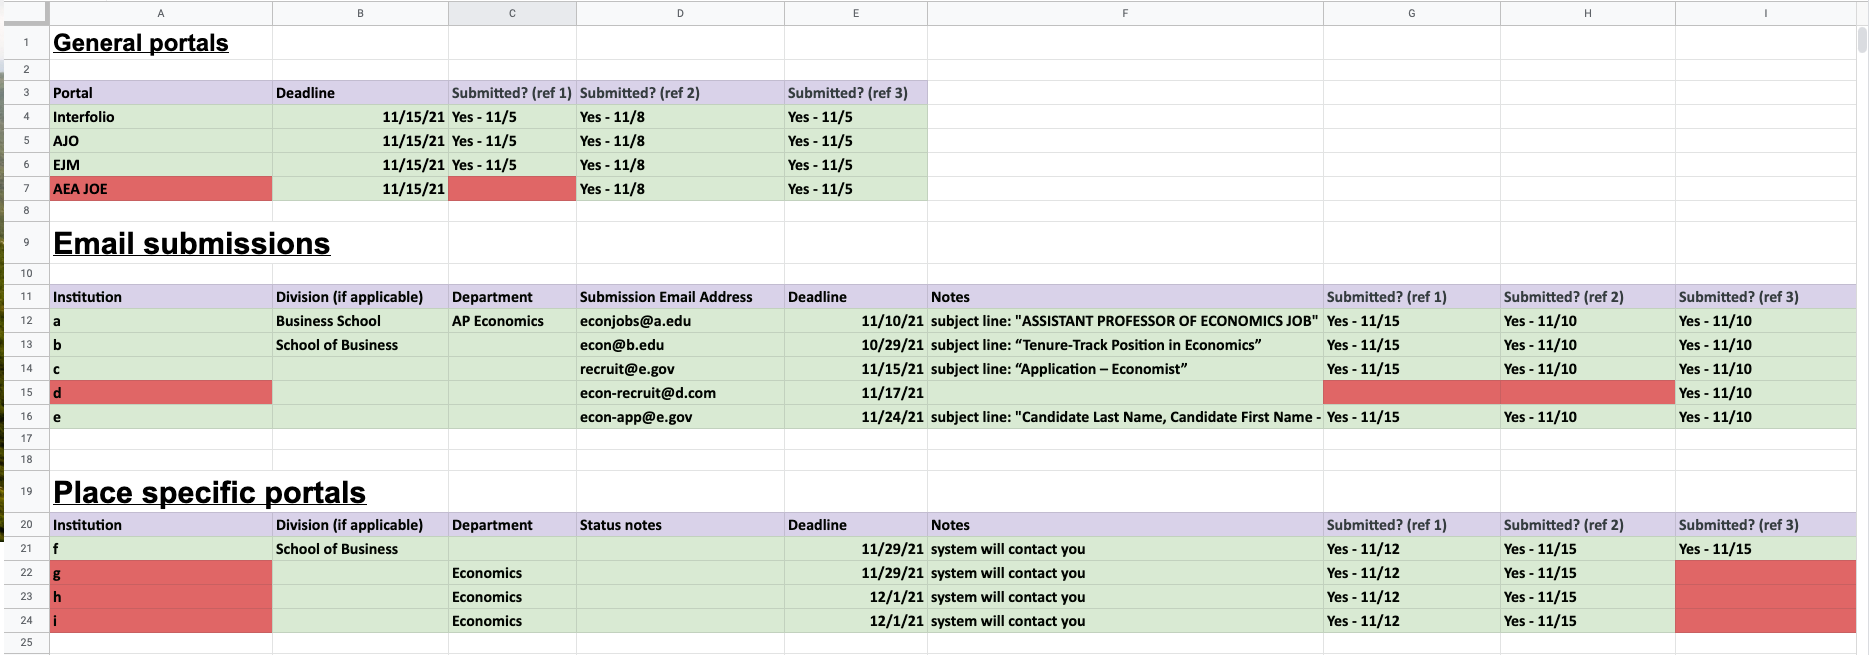 A B C D E F G H I
1 General portals
2
3 Portal Deadline Submitted? (ref 1) Submitted? (ref 2) Submitted? (ref 3)
4 Interfolio 11/15/21 Yes - 11/5 Yes - 11/8 Yes - 11/5
5 AJO 11/15/21 Yes - 11/5 Yes - 11/8 Yes - 11/5
6 EJM 11/15/21 Yes - 11/5 Yes - 11/8 Yes - 11/5
7 AEA JOE 11/15/21 Yes - 11/8 Yes - 11/5
8
9 Email submissions
10
11 Institution Division (if applicable) Department Submission Email Address Deadline Notes Submitted? (ref 1) Submitted? (ref 2) Submitted? (ref 3)
12 a Business School AP Economics econjobs@a.edu 11/10/21 subject line: "ASSISTANT PROFESSOR OF ECONOMICS JOB" Yes - 11/15 Yes - 11/10 Yes - 11/10
13 b School of Business econ@b.edu 10/29/21 subject line: “Tenure-Track Position in Economics” Yes - 11/15 Yes - 11/10 Yes - 11/10
14 c recruit@e.gov 11/15/21 subject line: “Application – Economist” Yes - 11/15 Yes - 11/10 Yes - 11/10
15 d econ-recruit@d.com 11/17/21 Yes - 11/10
16 e econ-app@e.gov 11/24/21 subject line: "Candidate Last Name, Candidate First Name - Yes - 11/15 Yes - 11/10 Yes - 11/10
17
18
19 Place specific portals
20 Institution Division (if applicable) Department Status notes Deadline Notes Submitted? (ref 1) Submitted? (ref 2) Submitted? (ref 3)
21 f School of Business 11/29/21 system will contact you Yes - 11/12 Yes - 11/15 Yes - 11/15
22 g Economics 11/29/21 system will contact you Yes - 11/12 Yes - 11/15
23 h Economics 12/1/21 system will contact you Yes - 11/12 Yes - 11/15
24 i Economics 12/1/21 system will contact you Yes - 11/12 Yes - 11/15
25